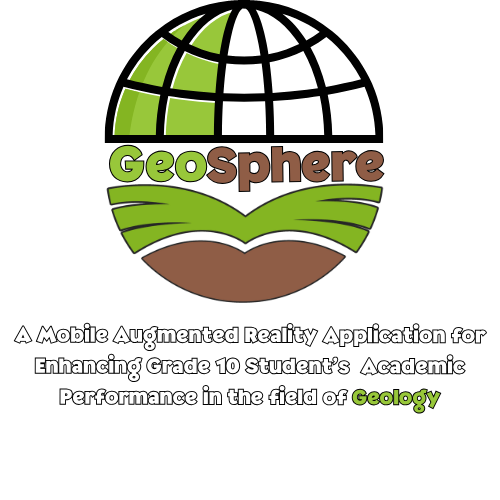 GeoSphere
A Mobile Augmented Reality Application for
Enhancing Grade 10 Student's Academic
Performance in the field of Geology